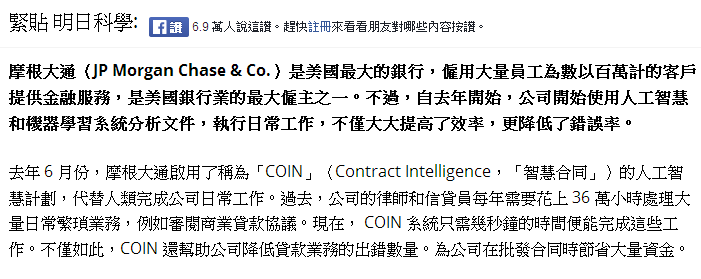 緊貼 明日科學: 讚 6.9 萬人說這讚。趕快註冊來看看朋友對哪些內容按讚。
摩根大通（JP Morgan Chase & Co.）是美國最大的銀行，僱用大量員工為數以百萬計的客戶
提供金融服務，是美國銀行業的最大僱主之一。不過，自去年開始，公司開始使用人工智慧
和機器學習系統分析文件，執行日常工作，不僅大大提高了效率，更降低了錯誤率。
去年 6 月份，摩根大通啟用了稱為「COIN」（Contract Intelligence，「智慧合同」）的人工智
慧計劃，代替人類完成公司日常工作。過去，公司的律師和信貸員每年需要花上 36 萬小時處理大
量日常繁瑣業務，例如審閱商業貸款協議。現在， COIN 系統只需幾秒鐘的時間便能完成這些工
作。不僅如此，COIN 還幫助公司降低貸款業務的出錯數量。為公司在批發合同時節省大量資金。